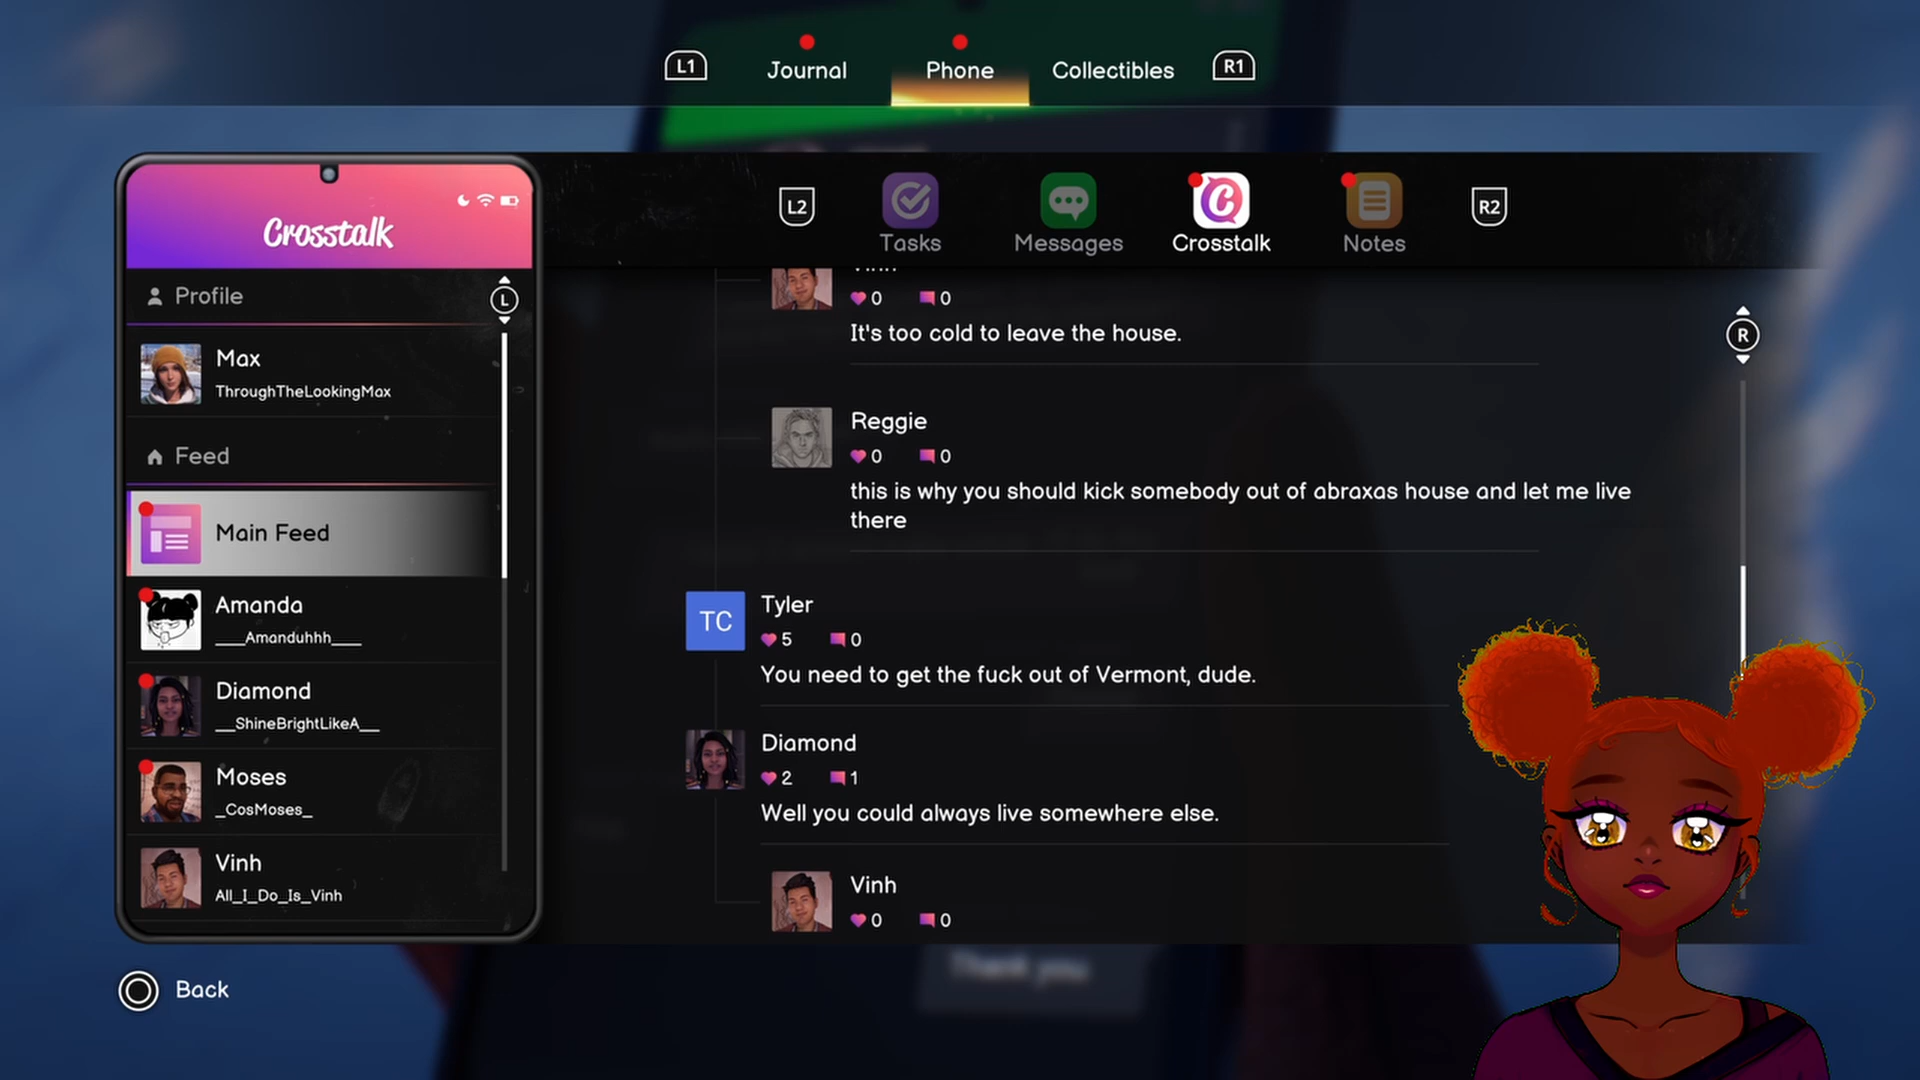 L1
Journal
Phone
Collectibles
R1
Crosstalk
L2
Tasks
Messages
Crosstalk
Notes
R2
Profile
L
Max
ThroughTheLookingMax
Feed
Main Feed
Amanda
___Amanduhhh___
Diamond
__ShineBrightLikeA__
Moses
_CosMoses_
Vinh
All_I_Do_Is_Vinh
Vinh
0 0
It's too cold to leave the house.
R
Reggie
0 0
this is why you should kick somebody out of abraxas house and let me live
there
TC
Tyler
5 0
You need to get the fuck out of Vermont, dude.
Diamond
2 1
Well you could always live somewhere else.
Vinh
0 0
Thank you
Back